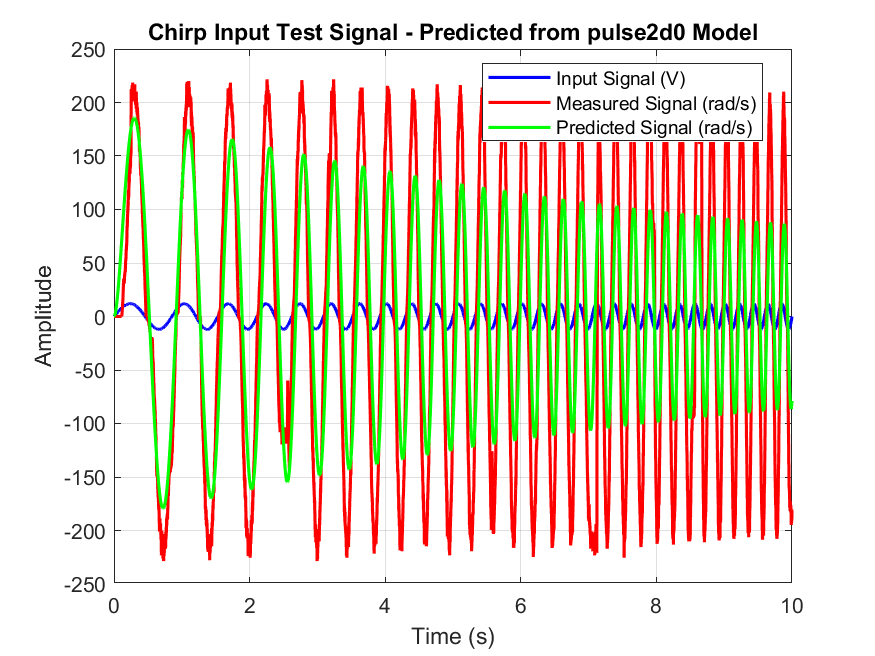 Chirp Input Test Signal - Predicted from pulse2d0 Model
250
200
150
100
50
0
-50
-100
-150
-200
-250
Amplitude
Input Signal (V)
Measured Signal (rad/s)
Predicted Signal (rad/s)
0
2
4
6
8
10
Time (s)